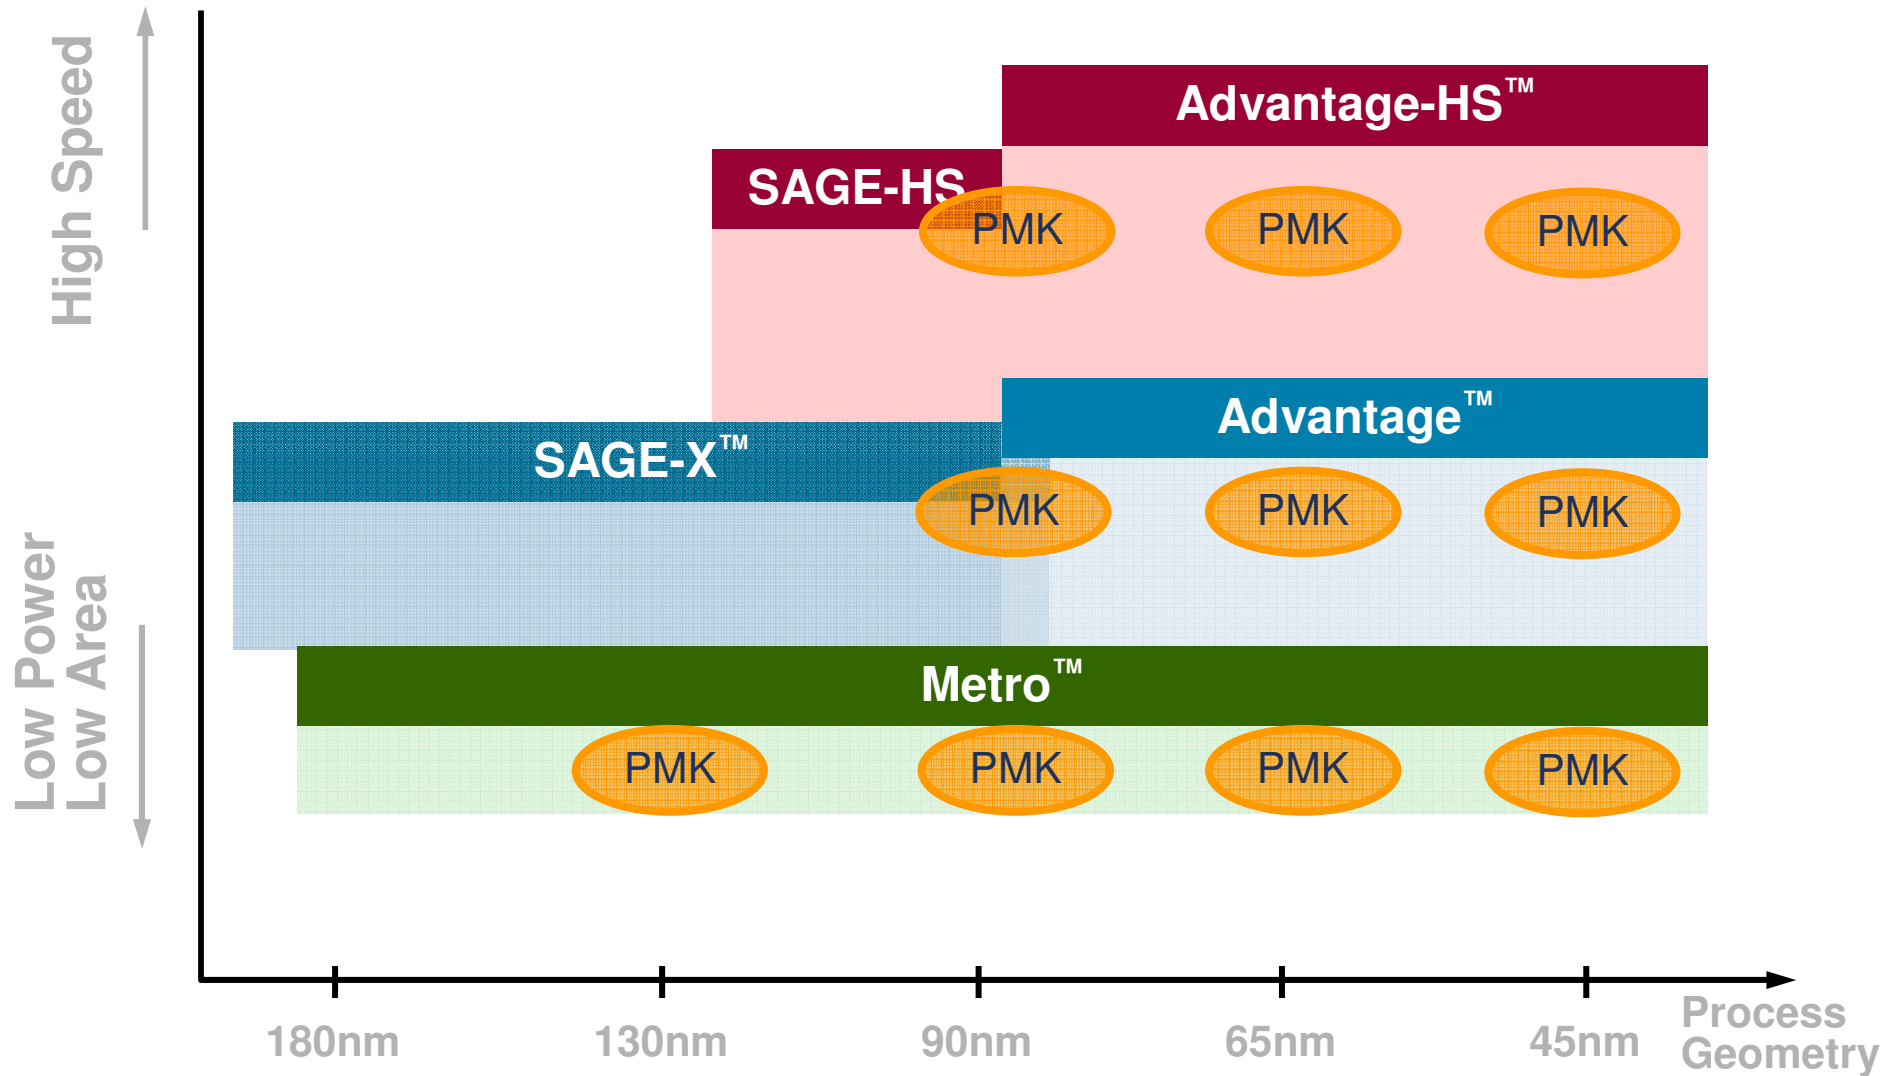 High Speed
Advantage-HS™
SAGE-HS
PMK
PMK
PMK
Advantage™
SAGE-X™
PMK
PMK
PMK
Low Power
Low Area
Metro™
PMK
PMK
PMK
PMK
180nm
130nm
90nm
65nm
45nm
Process
Geometry